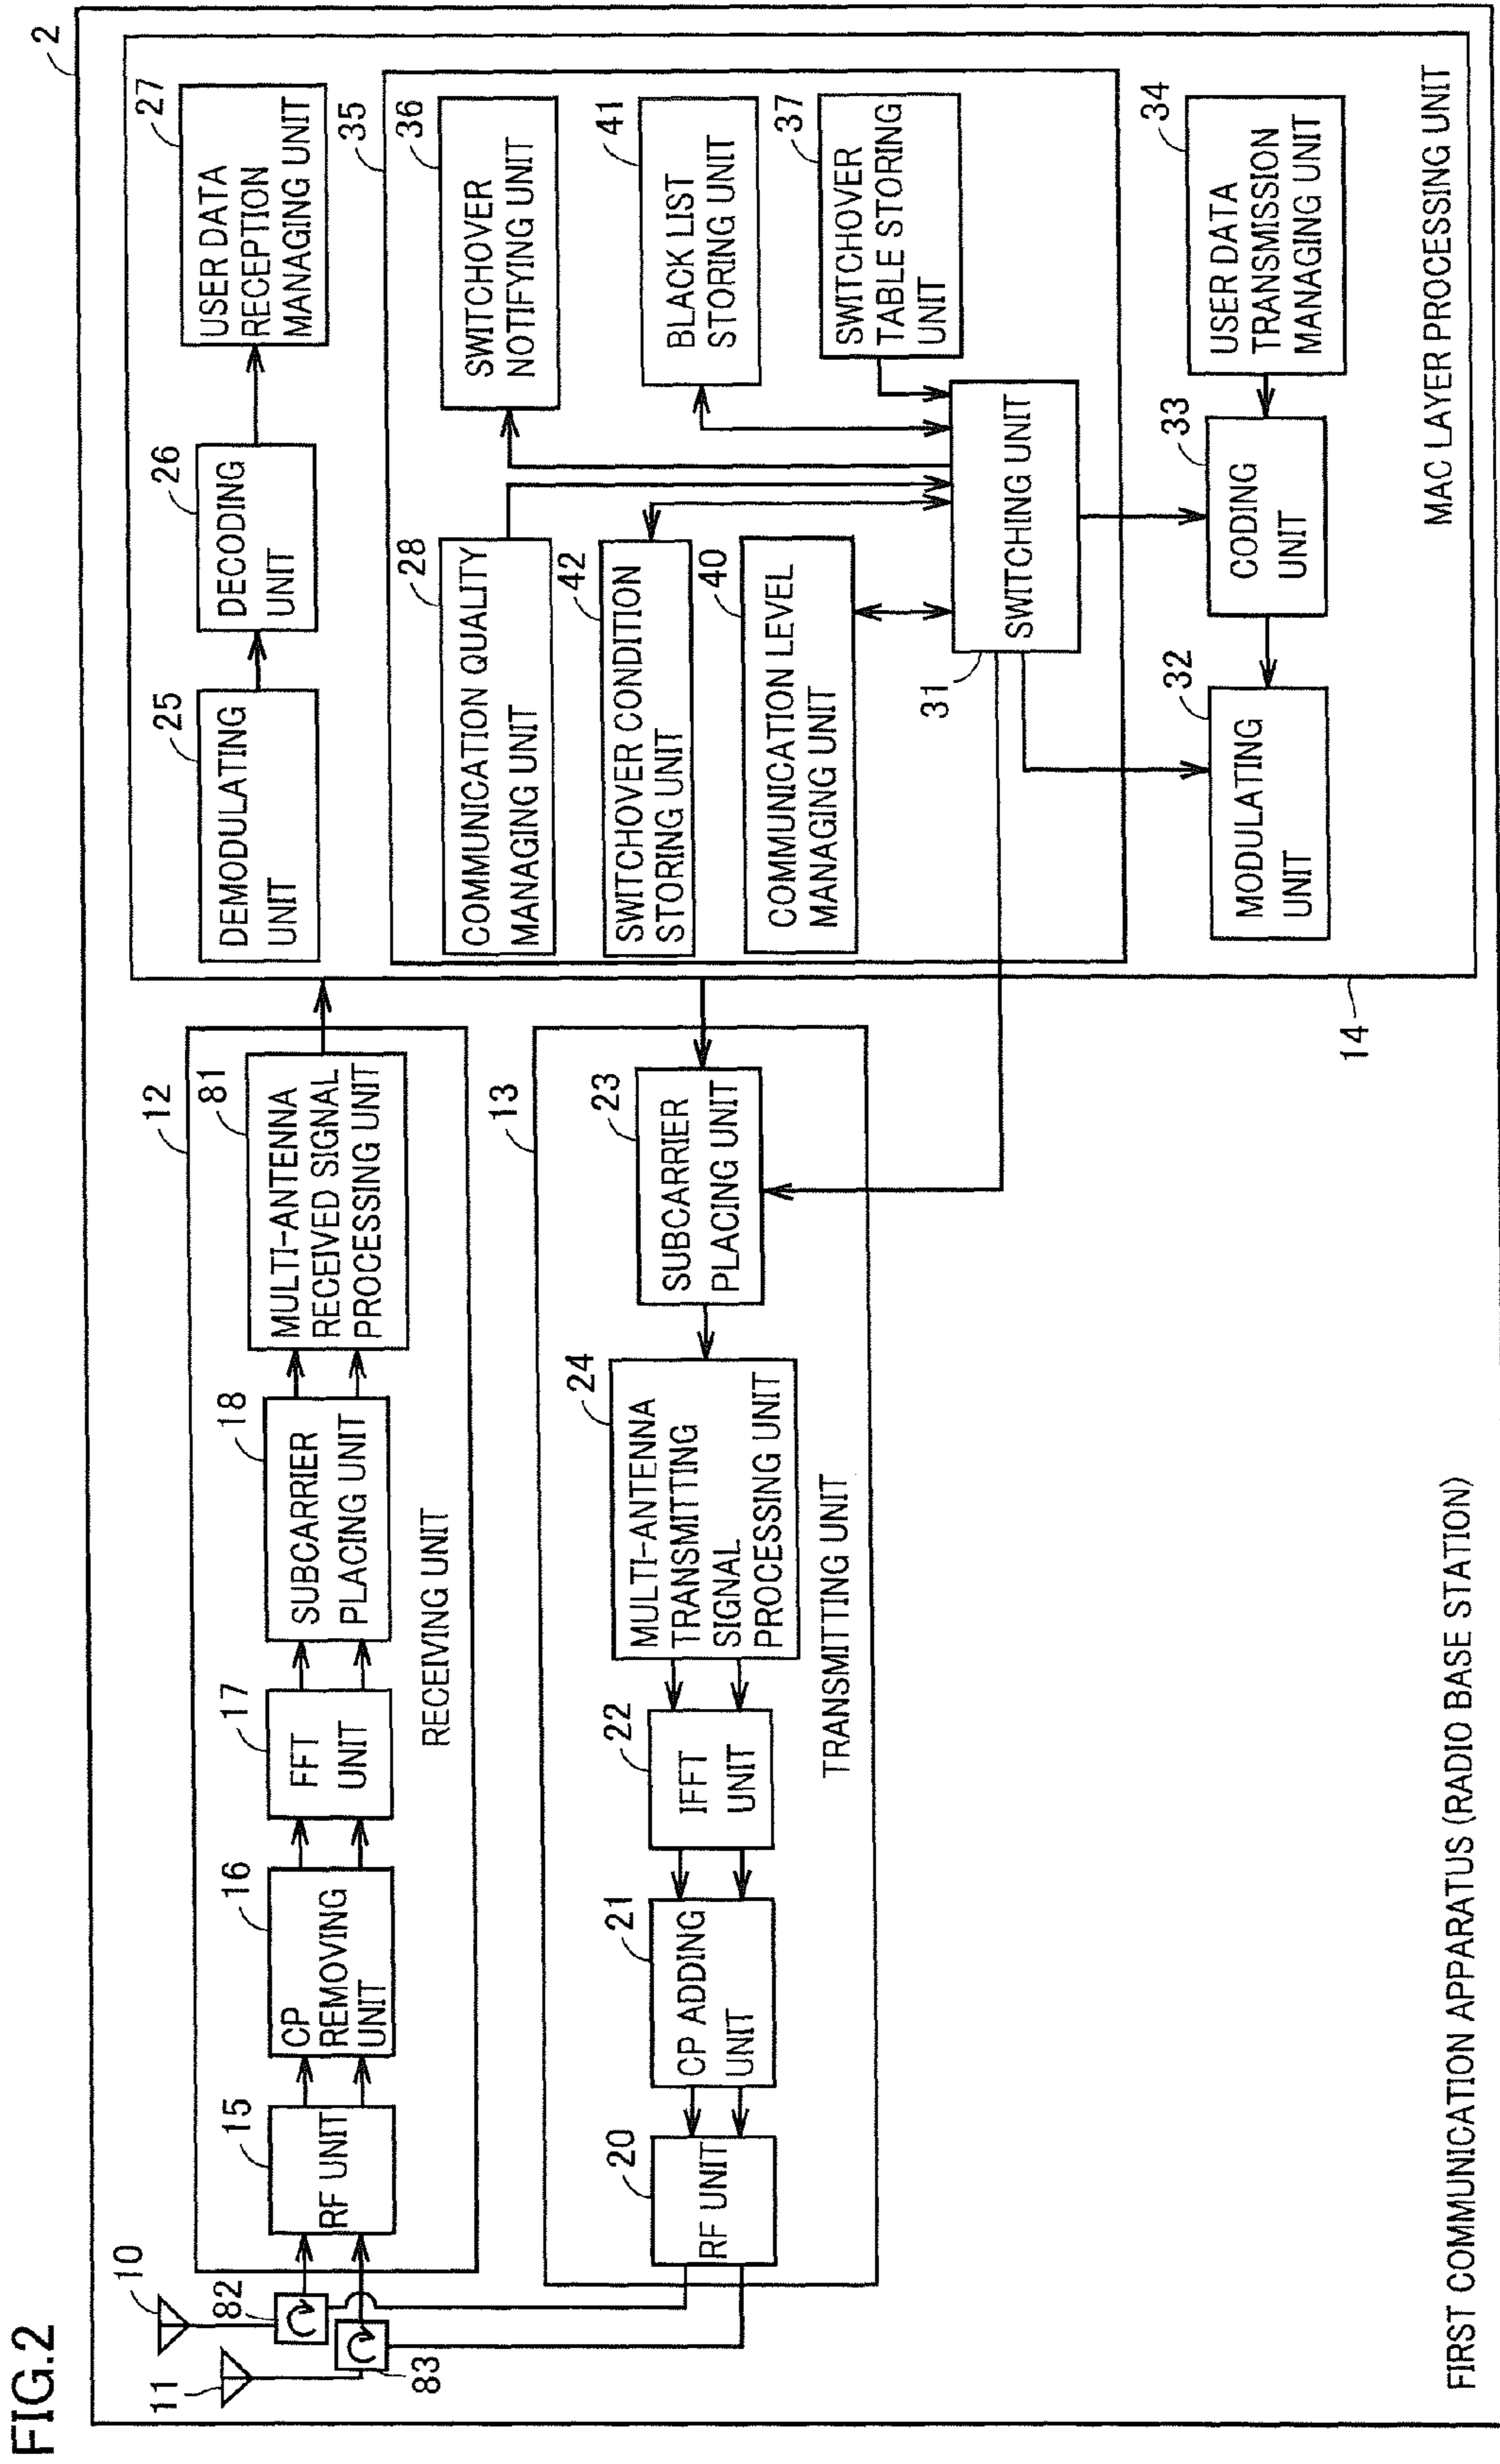 FIG.2
2
10
11
82
83
12
15
RF UNIT
16
CP
REMOVING
UNIT
17
FFT
UNIT
18
SUBCARRIER
PLACING UNIT
81
MULTI-ANTENNA
RECEIVED SIGNAL
PROCESSING UNIT
RECEIVING UNIT
13
20
RF UNIT
21
CP ADDING
UNIT
22
IFFT
UNIT
24
MULTI-ANTENNA
TRANSMITTING
SIGNAL
PROCESSING UNIT
23
SUBCARRIER
PLACING UNIT
TRANSMITTING UNIT
25
DEMODULATING
UNIT
26
DECODING
UNIT
27
USER DATA
RECEPTION
MANAGING UNIT
35
28
COMMUNICATION QUALITY
MANAGING UNIT
36
SWITCHOVER
NOTIFYING UNIT
42
SWITCHOVER CONDITION
STORING UNIT
41
BLACK LIST
STORING UNIT
40
COMMUNICATION LEVEL
MANAGING UNIT
37
SWITCHOVER
TABLE STORING
UNIT
31
SWITCHING UNIT
32
MODULATING
UNIT
33
CODING
UNIT
34
USER DATA
TRANSMISSION
MANAGING UNIT
14
MAC LAYER PROCESSING UNIT
FIRST COMMUNICATION APPARATUS (RADIO BASE STATION)